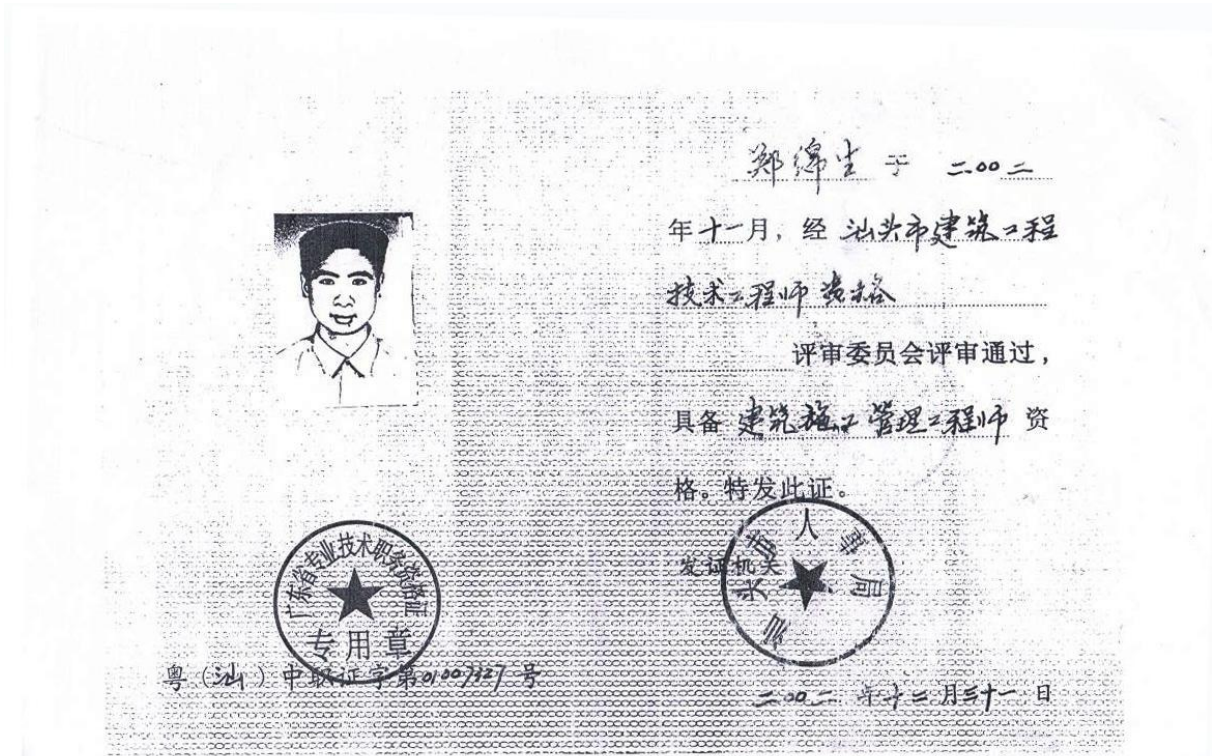 郑绵生于 二00二
年十一月，经 汕头市建筑工程
技术工程师资格
评审委员会评审通过，
具备 建筑施工管理工程师 资
格。特发此证。
发证机关
汕头市人事局
二00二年十二月三十一日
广东省专业技术职务资格证
专用章
粤（汕）中职证字第01007327号